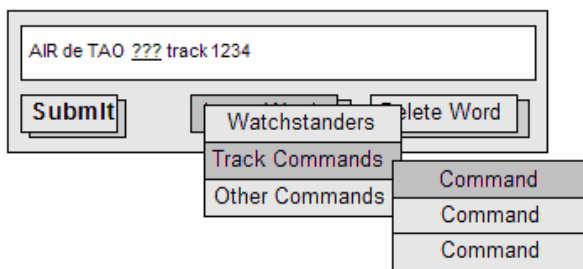 AIR de TAO ??? track 1234
SubmIt
elete Word
Watchstanders
Track Commands
Other Commands
Command
Command
Command